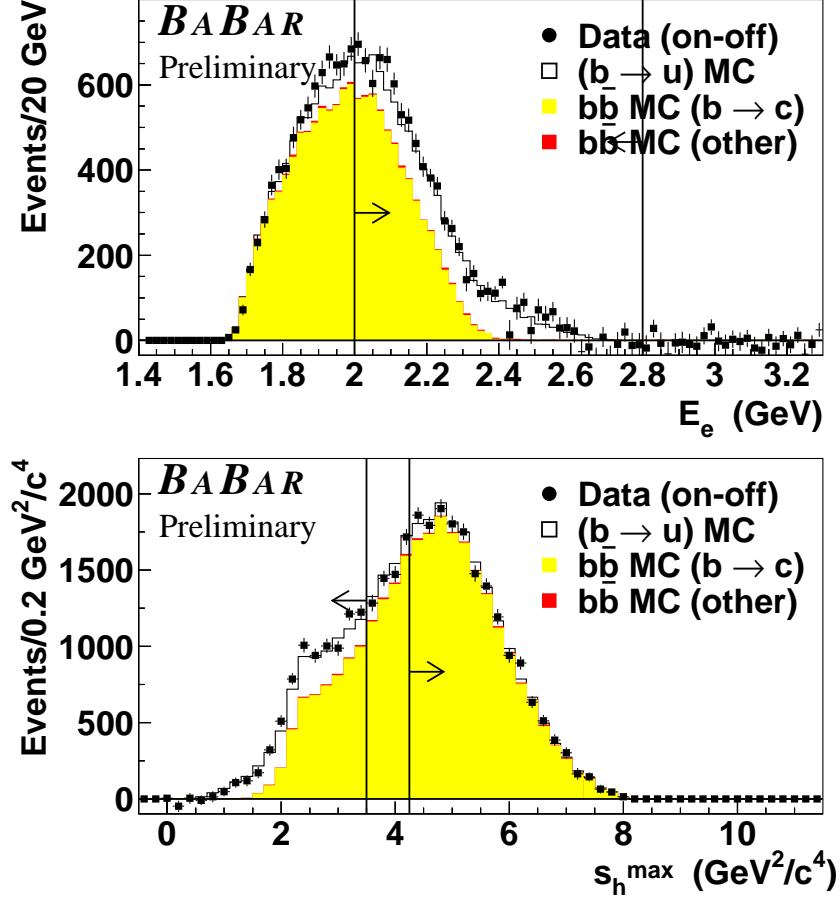 BABAR
Preliminary
Data (on-off)
(b → u) MC
bb̄ MC (b → c)
bb̄ MC (other)
Events/20 GeV
600
400
200
0
1.4 1.6 1.8 2 2.2 2.4 2.6 2.8 3 3.2
E_e (GeV)
BABAR
Preliminary
Data (on-off)
(b → u) MC
bb̄ MC (b → c)
bb̄ MC (other)
Events/0.2 GeV²/c⁴
2000
1500
1000
500
0
0 2 4 6 8 10
s_h^max (GeV²/c⁴)